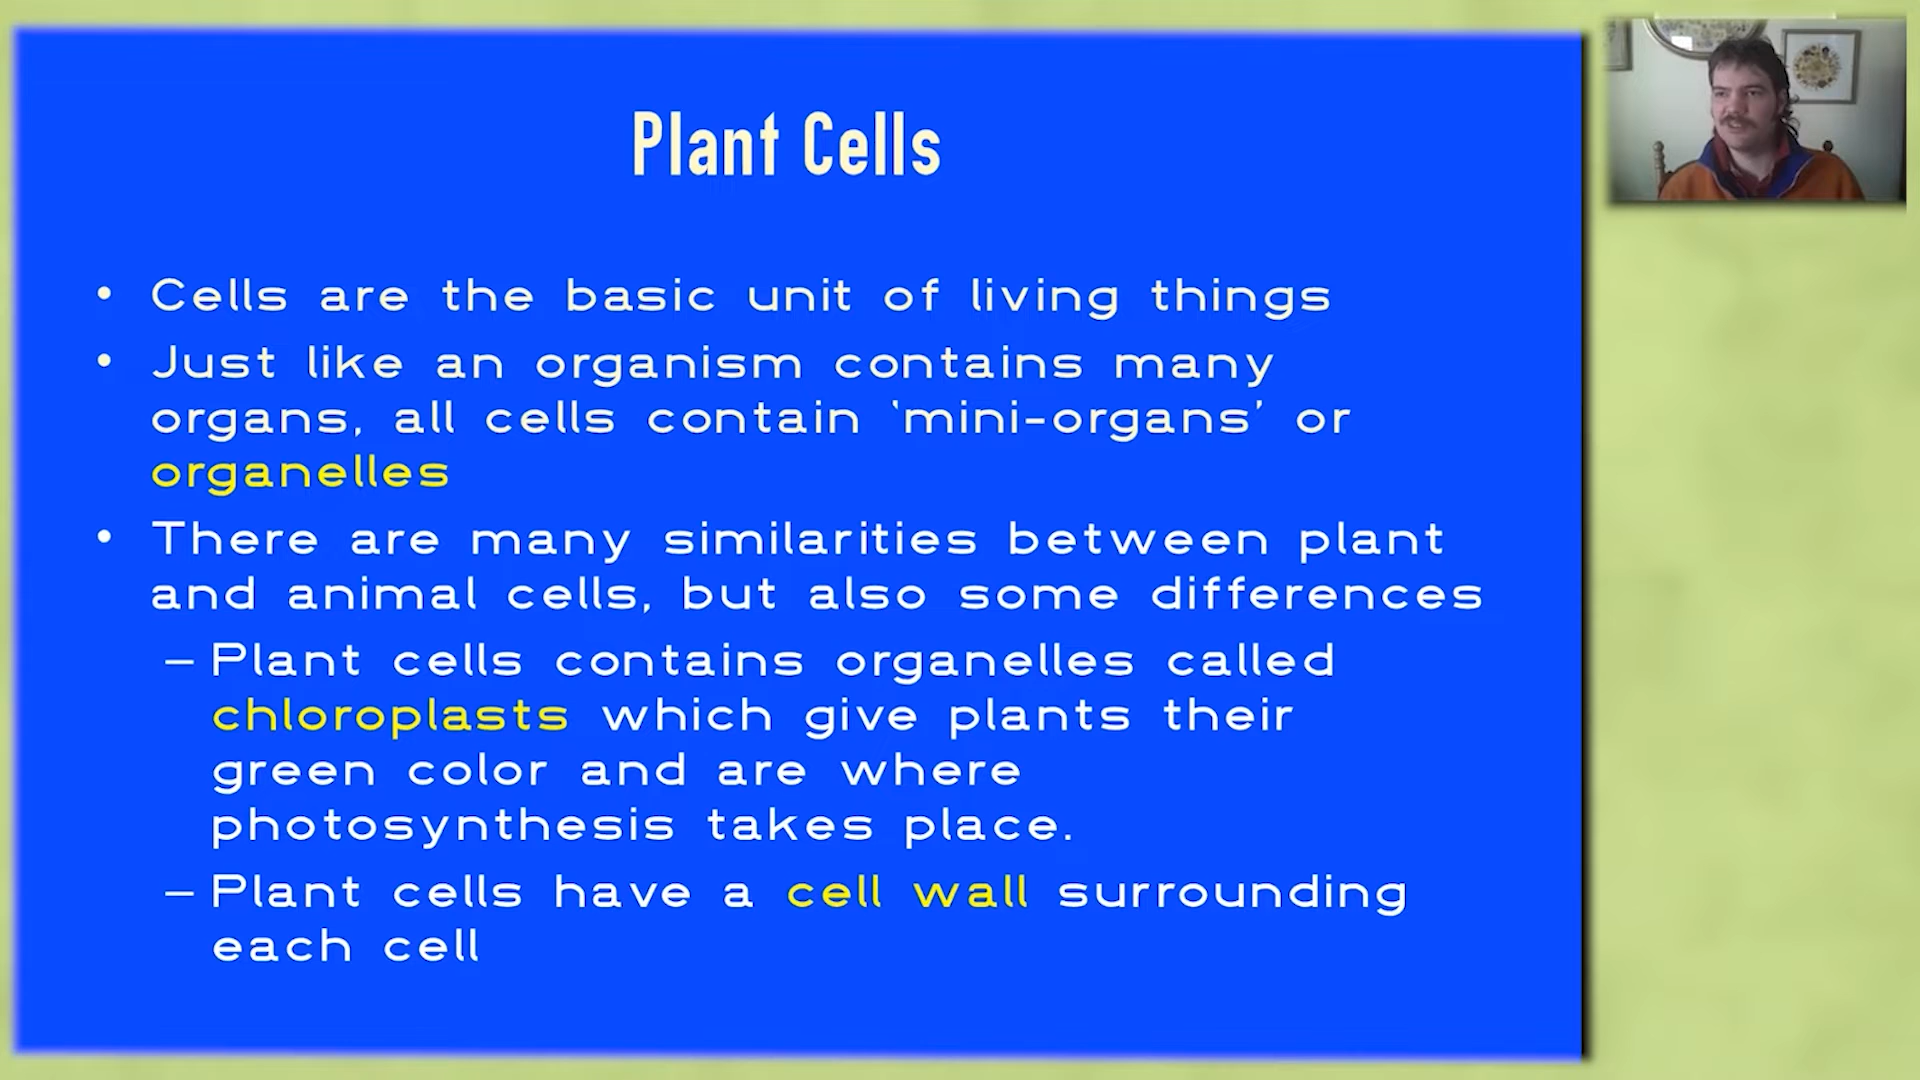 Plant Cells
• Cells are the basic unit of living things
• Just like an organism contains many
organs, all cells contain 'mini-organs' or
organelles
• There are many similarities between plant
and animal cells, but also some differences
– Plant cells contains organelles called
chloroplasts which give plants their
green color and are where
photosynthesis takes place.
– Plant cells have a cell wall surrounding
each cell